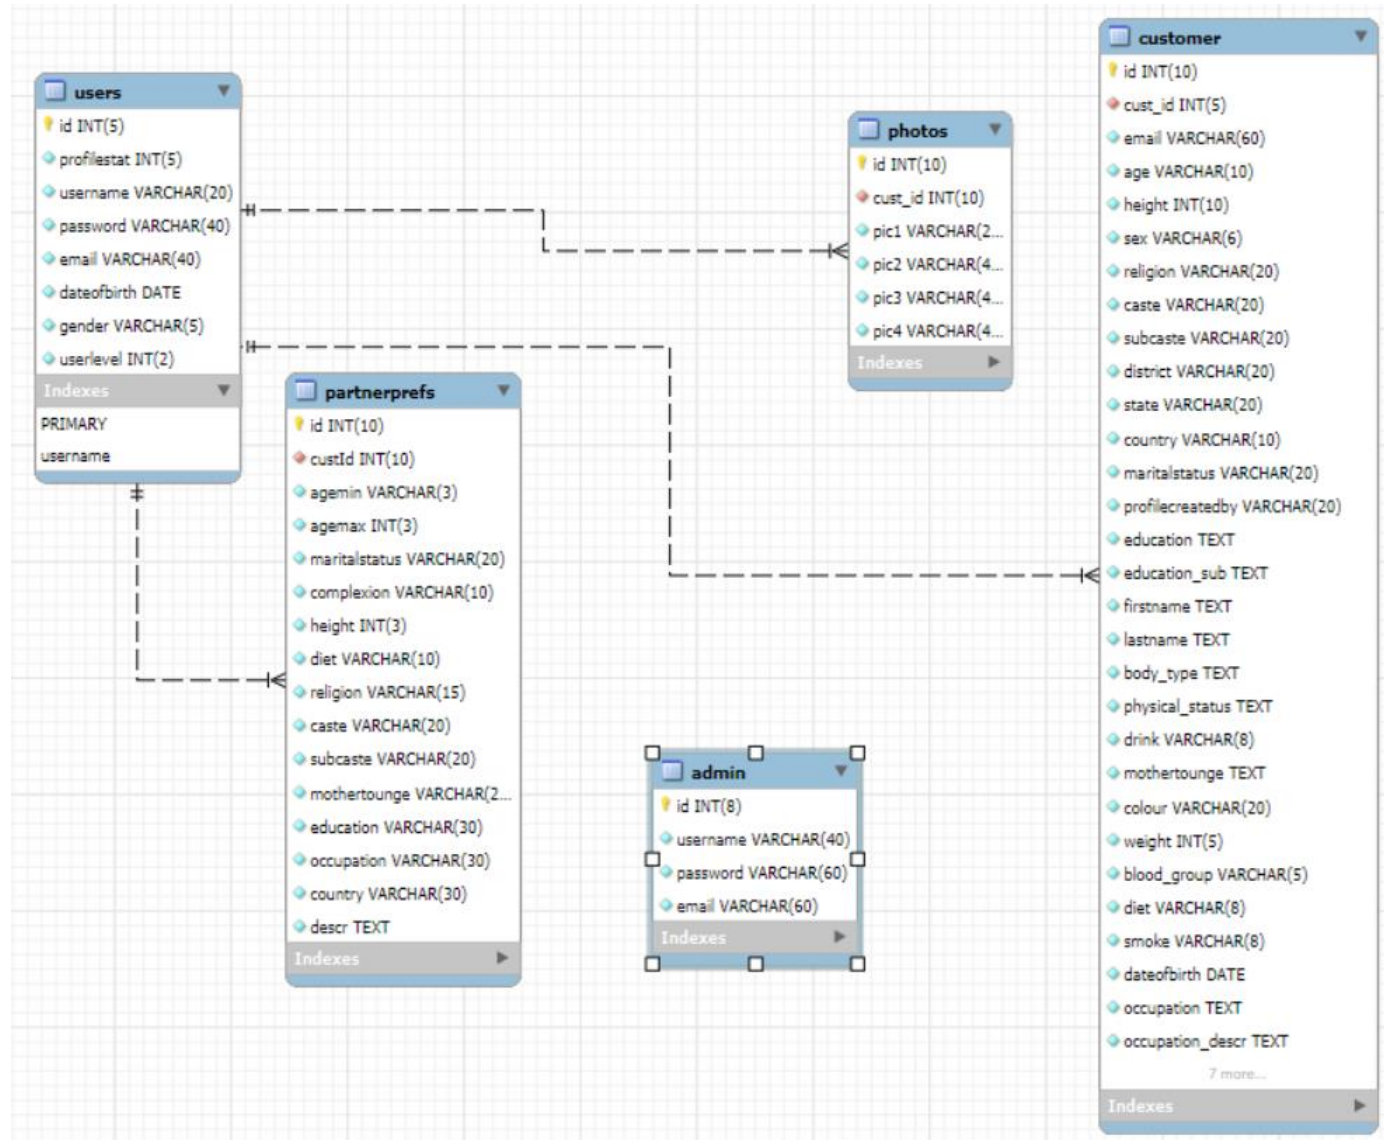 users
id INT(5)
profilestat INT(5)
username VARCHAR(20)
password VARCHAR(40)
email VARCHAR(40)
dateofbirth DATE
gender VARCHAR(5)
userlevel INT(2)
Indexes
PRIMARY
username
partnerprefs
id INT(10)
custId INT(10)
agemin VARCHAR(3)
agemax INT(3)
maritalstatus VARCHAR(20)
complexion VARCHAR(10)
height INT(3)
diet VARCHAR(10)
religion VARCHAR(15)
caste VARCHAR(20)
subcaste VARCHAR(20)
mothertounge VARCHAR(2...
education VARCHAR(30)
occupation VARCHAR(30)
country VARCHAR(30)
descr TEXT
Indexes
photos
id INT(10)
cust_id INT(10)
pic1 VARCHAR(2...
pic2 VARCHAR(4...
pic3 VARCHAR(4...
pic4 VARCHAR(4...
Indexes
admin
id INT(8)
username VARCHAR(40)
password VARCHAR(60)
email VARCHAR(60)
Indexes
customer
id INT(10)
cust_id INT(5)
email VARCHAR(60)
age VARCHAR(10)
height INT(10)
sex VARCHAR(6)
religion VARCHAR(20)
caste VARCHAR(20)
subcaste VARCHAR(20)
district VARCHAR(20)
state VARCHAR(20)
country VARCHAR(10)
maritalstatus VARCHAR(20)
profilecreatedby VARCHAR(20)
education TEXT
education_sub TEXT
firstname TEXT
lastname TEXT
body_type TEXT
physical_status TEXT
drink VARCHAR(8)
mothertounge TEXT
colour VARCHAR(20)
weight INT(5)
blood_group VARCHAR(5)
diet VARCHAR(8)
smoke VARCHAR(8)
dateofbirth DATE
occupation TEXT
occupation_descr TEXT
7 more...
Indexes